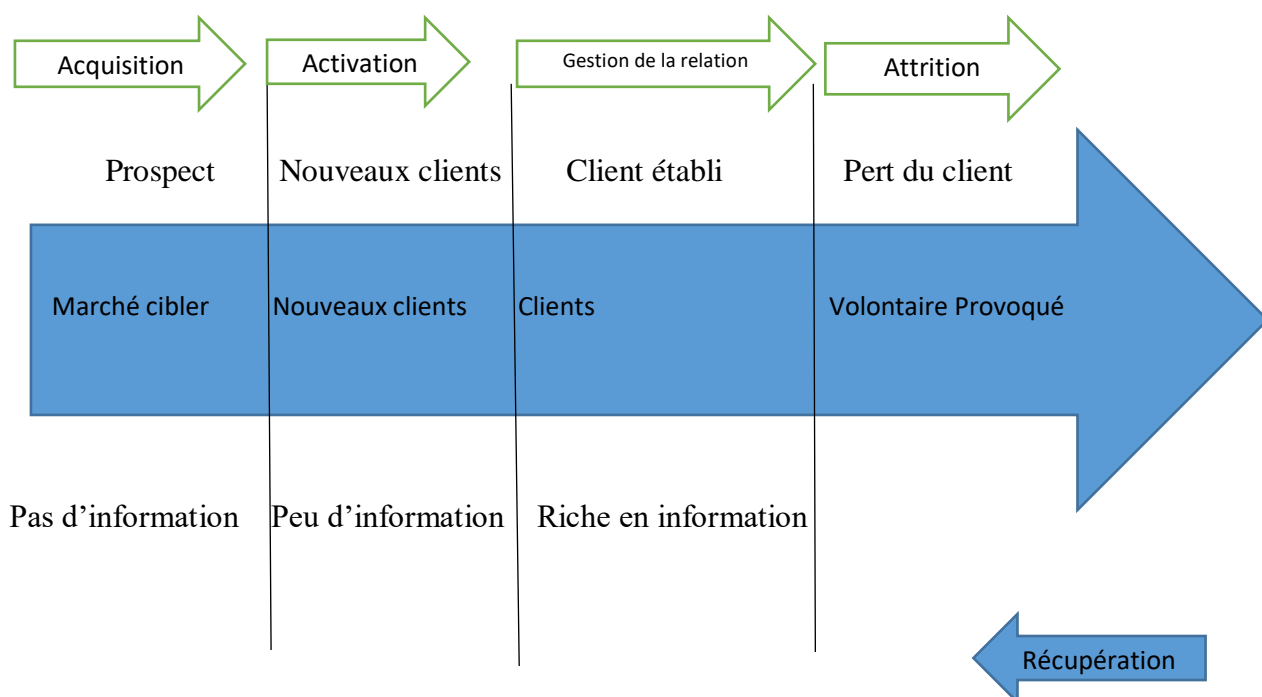 Acquisition
Activation
Gestion de la relation
Attrition
Prospect
Nouveaux clients
Client établi
Pert du client
Marché cibler
Nouveaux clients
Clients
Volontaire Provoqué
Pas d’information
Peu d’information
Riche en information
Récupération